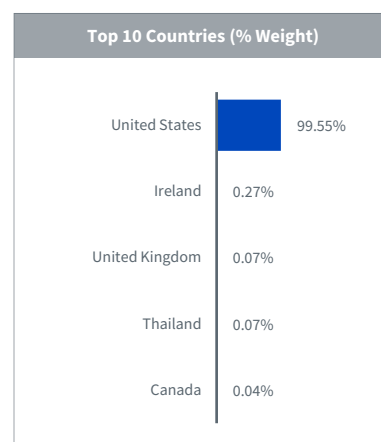 Top 10 Countries (% Weight)
United States 99.55%
Ireland 0.27%
United Kingdom 0.07%
Thailand 0.07%
Canada 0.04%